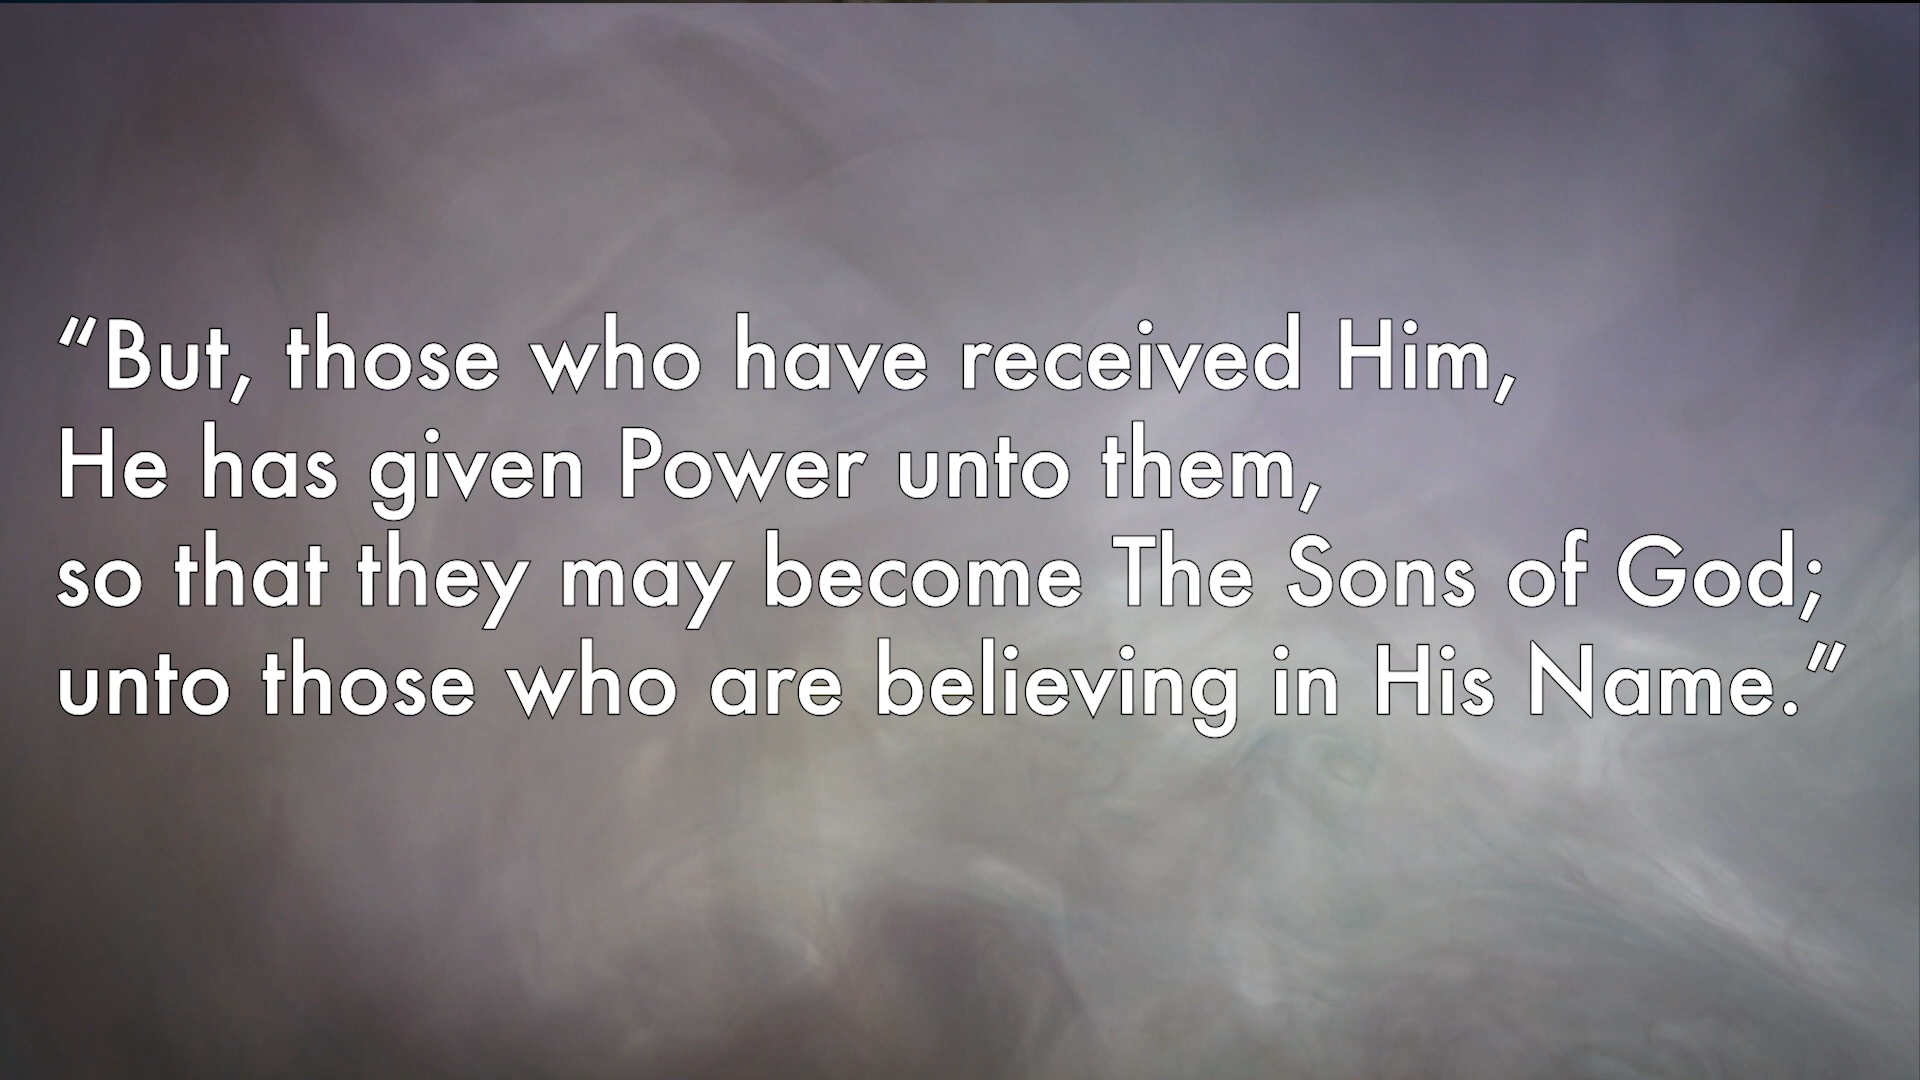 “But, those who have received Him,
He has given Power unto them,
so that they may become The Sons of God;
unto those who are believing in His Name.”